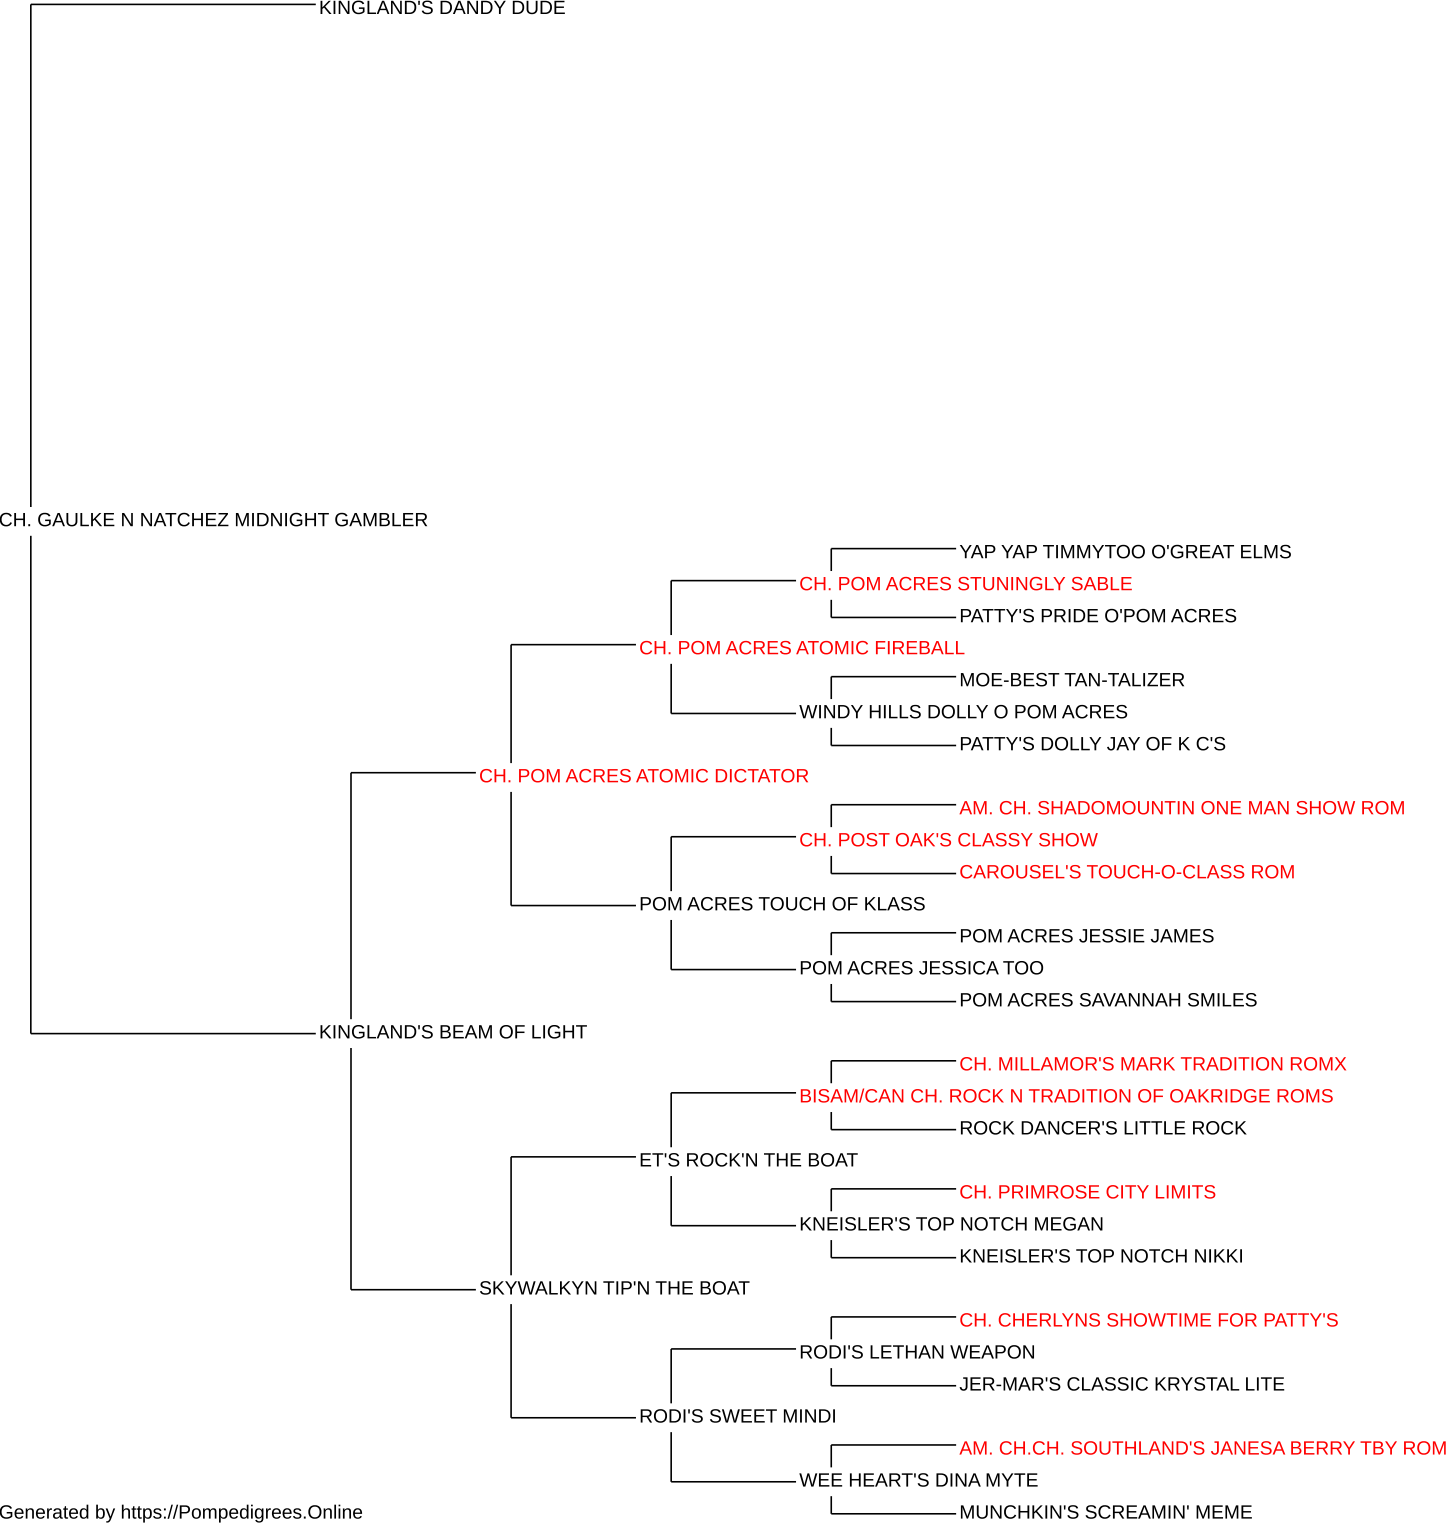 KINGLAND'S DANDY DUDE
CH. GAULKE N NATCHEZ MIDNIGHT GAMBLER
YAP YAP TIMMYTOO O'GREAT ELMS
CH. POM ACRES STUNINGLY SABLE
PATTY'S PRIDE O'POM ACRES
CH. POM ACRES ATOMIC FIREBALL
MOE-BEST TAN-TALIZER
WINDY HILLS DOLLY O POM ACRES
PATTY'S DOLLY JAY OF K C'S
CH. POM ACRES ATOMIC DICTATOR
AM. CH. SHADOMOUNTIN ONE MAN SHOW ROM
CH. POST OAK'S CLASSY SHOW
CAROUSEL'S TOUCH-O-CLASS ROM
POM ACRES TOUCH OF KLASS
POM ACRES JESSIE JAMES
POM ACRES JESSICA TOO
POM ACRES SAVANNAH SMILES
KINGLAND'S BEAM OF LIGHT
CH. MILLAMOR'S MARK TRADITION ROMX
BISAM/CAN CH. ROCK N TRADITION OF OAKRIDGE ROMS
ROCK DANCER'S LITTLE ROCK
ET'S ROCK'N THE BOAT
CH. PRIMROSE CITY LIMITS
KNEISLER'S TOP NOTCH MEGAN
KNEISLER'S TOP NOTCH NIKKI
SKYWALKYN TIP'N THE BOAT
CH. CHERLYNS SHOWTIME FOR PATTY'S
RODI'S LETHAN WEAPON
JER-MAR'S CLASSIC KRYSTAL LITE
RODI'S SWEET MINDI
AM. CH.CH. SOUTHLAND'S JANESA BERRY TBY ROM
WEE HEART'S DINA MYTE
MUNCHKIN'S SCREAMIN' MEME
Generated by https://Pompedigrees.Online